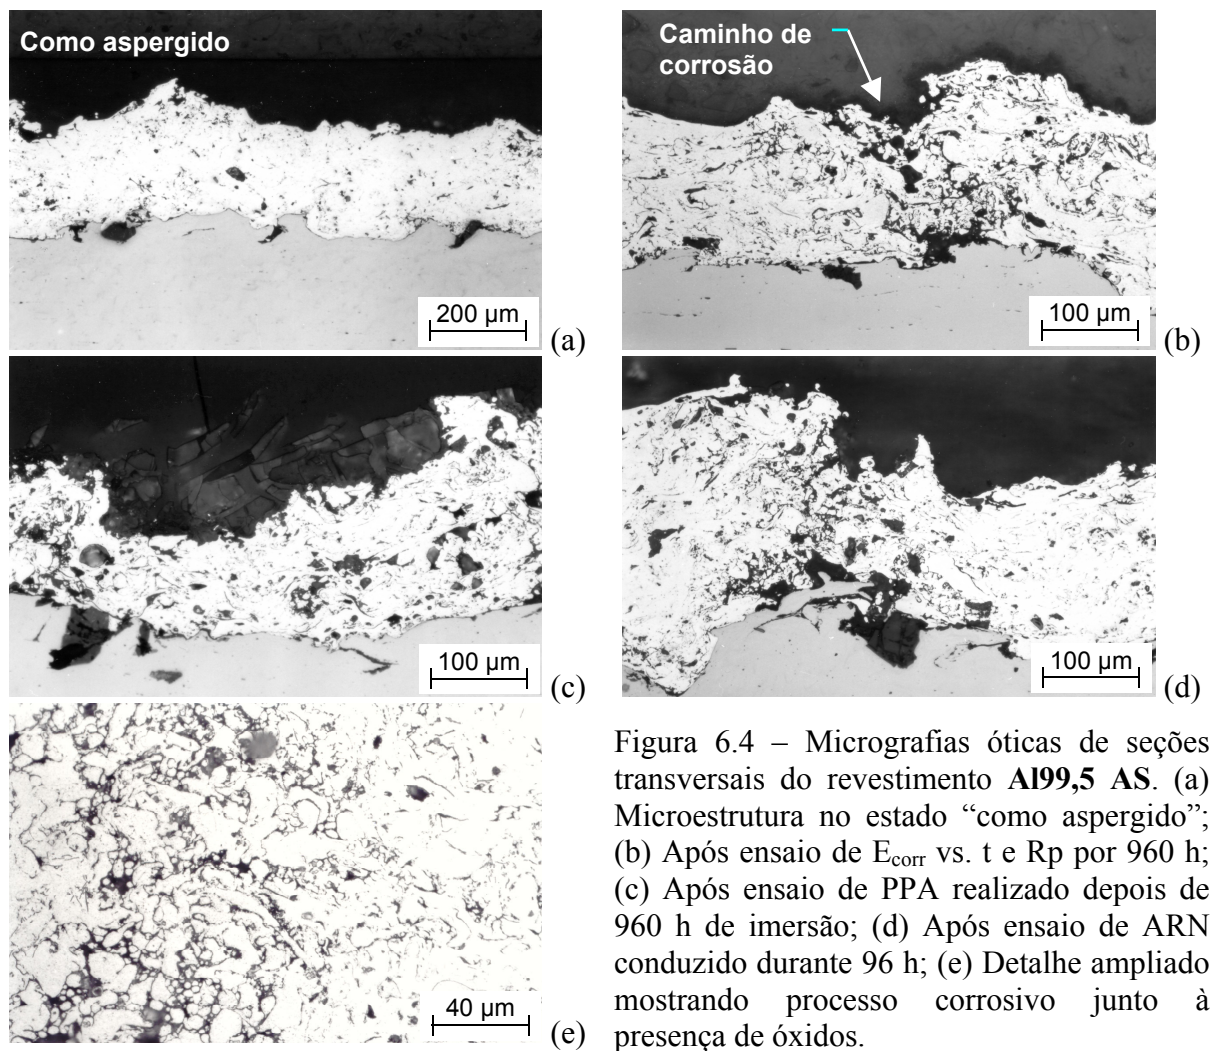 Como aspergido
200 µm
(a)
Caminho de
corrosão
100 µm
(b)
100 µm
(c)
100 µm
(d)
40 µm
(e)
Figura 6.4 – Micrografias óticas de seções
transversais do revestimento Al99,5 AS. (a)
Microestrutura no estado “como aspergido”;
(b) Após ensaio de Ecorr vs. t e Rp por 960 h;
(c) Após ensaio de PPA realizado depois de
960 h de imersão; (d) Após ensaio de ARN
conduzido durante 96 h; (e) Detalhe ampliado
mostrando processo corrosivo junto à
presença de óxidos.